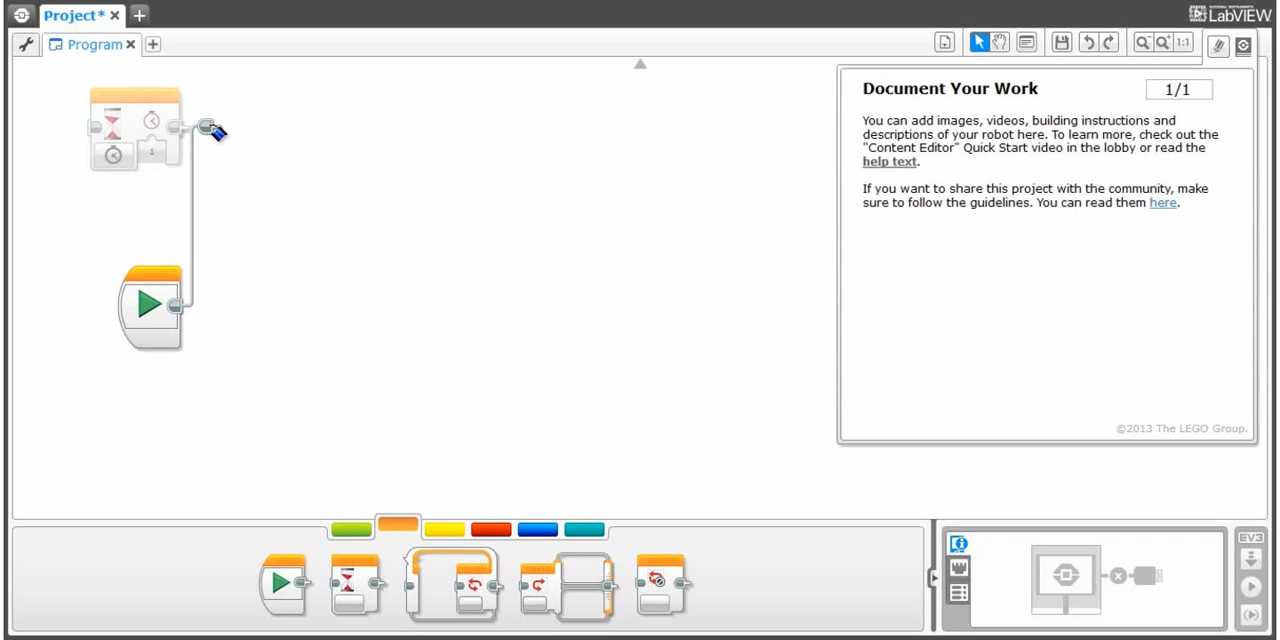 Project*
NATIONAL INSTRUMENTS
LabVIEW
Program
1:1
Document Your Work
1/1
You can add images, videos, building instructions and
descriptions of your robot here. To learn more, check out the
"Content Editor" Quick Start video in the lobby or read the
help text.
If you want to share this project with the community, make
sure to follow the guidelines. You can read them here.
1
©2013 The LEGO Group.
EV3